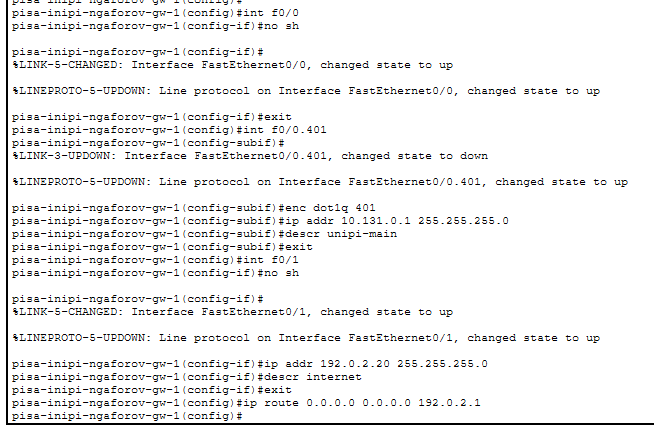 pisa-inipi-ngaforov-gw-1(config)#
pisa-inipi-ngaforov-gw-1(config)#int f0/0
pisa-inipi-ngaforov-gw-1(config-if)#no sh
pisa-inipi-ngaforov-gw-1(config-if)#
%LINK-5-CHANGED: Interface FastEthernet0/0, changed state to up
%LINEPROTO-5-UPDOWN: Line protocol on Interface FastEthernet0/0, changed state to up
pisa-inipi-ngaforov-gw-1(config-if)#exit
pisa-inipi-ngaforov-gw-1(config)#int f0/0.401
pisa-inipi-ngaforov-gw-1(config-subif)#
%LINK-3-UPDOWN: Interface FastEthernet0/0.401, changed state to down
%LINEPROTO-5-UPDOWN: Line protocol on Interface FastEthernet0/0.401, changed state to up
pisa-inipi-ngaforov-gw-1(config-subif)#enc dot1q 401
pisa-inipi-ngaforov-gw-1(config-subif)#ip addr 10.131.0.1 255.255.255.0
pisa-inipi-ngaforov-gw-1(config-subif)#descr unipi-main
pisa-inipi-ngaforov-gw-1(config-subif)#exit
pisa-inipi-ngaforov-gw-1(config)#int f0/1
pisa-inipi-ngaforov-gw-1(config-if)#no sh
pisa-inipi-ngaforov-gw-1(config-if)#
%LINK-5-CHANGED: Interface FastEthernet0/1, changed state to up
%LINEPROTO-5-UPDOWN: Line protocol on Interface FastEthernet0/1, changed state to up
pisa-inipi-ngaforov-gw-1(config-if)#ip addr 192.0.2.20 255.255.255.0
pisa-inipi-ngaforov-gw-1(config-if)#descr internet
pisa-inipi-ngaforov-gw-1(config-if)#exit
pisa-inipi-ngaforov-gw-1(config)#ip route 0.0.0.0 0.0.0.0 192.0.2.1
pisa-inipi-ngaforov-gw-1(config)#